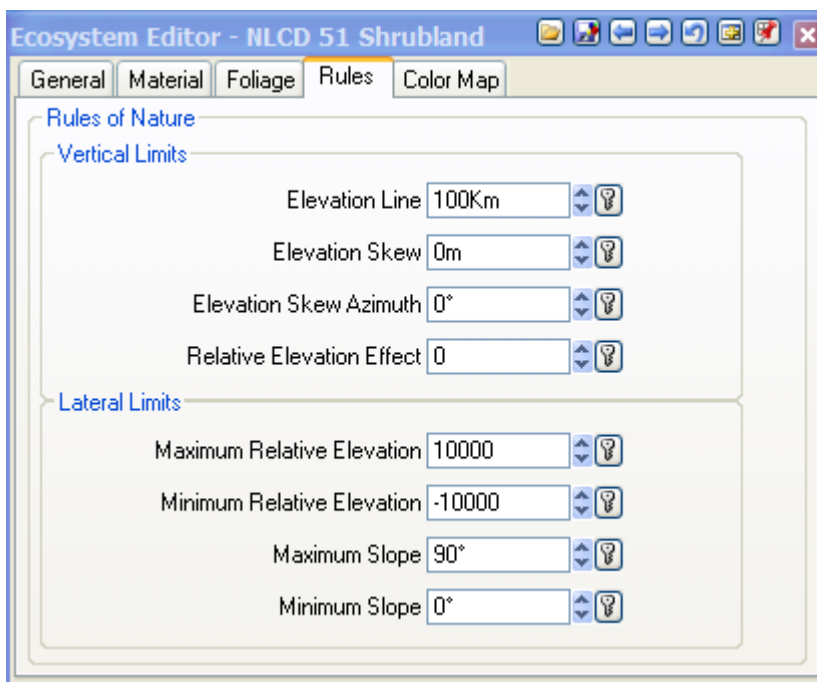 Ecosystem Editor - NLCD 51 Shrubland
General Material Foliage Rules Color Map
Rules of Nature
Vertical Limits
Elevation Line 100Km
Elevation Skew 0m
Elevation Skew Azimuth 0°
Relative Elevation Effect 0
Lateral Limits
Maximum Relative Elevation 10000
Minimum Relative Elevation -10000
Maximum Slope 90°
Minimum Slope 0°